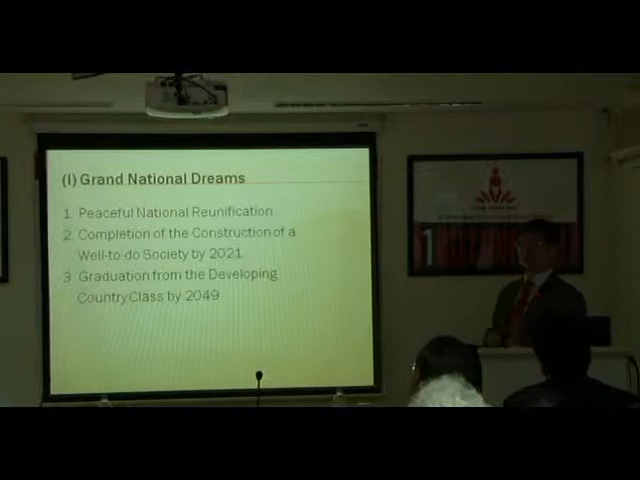 (I) Grand National Dreams
1 Peaceful National Reunification
2 Completion of the Construction of a
Well-to-do Society by 2021
3 Graduation from the Developing
Country Class by 2049
1